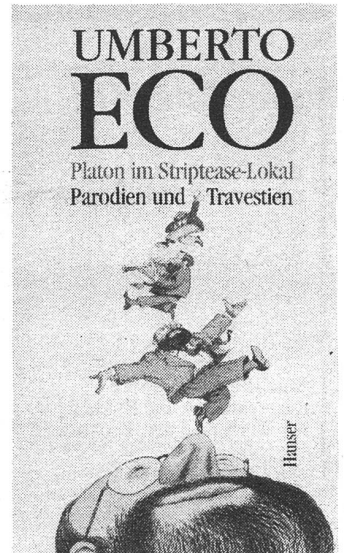 UMBERTO
ECO
Platon im Striptease-Lokal
Parodien und Travestien
Hanser